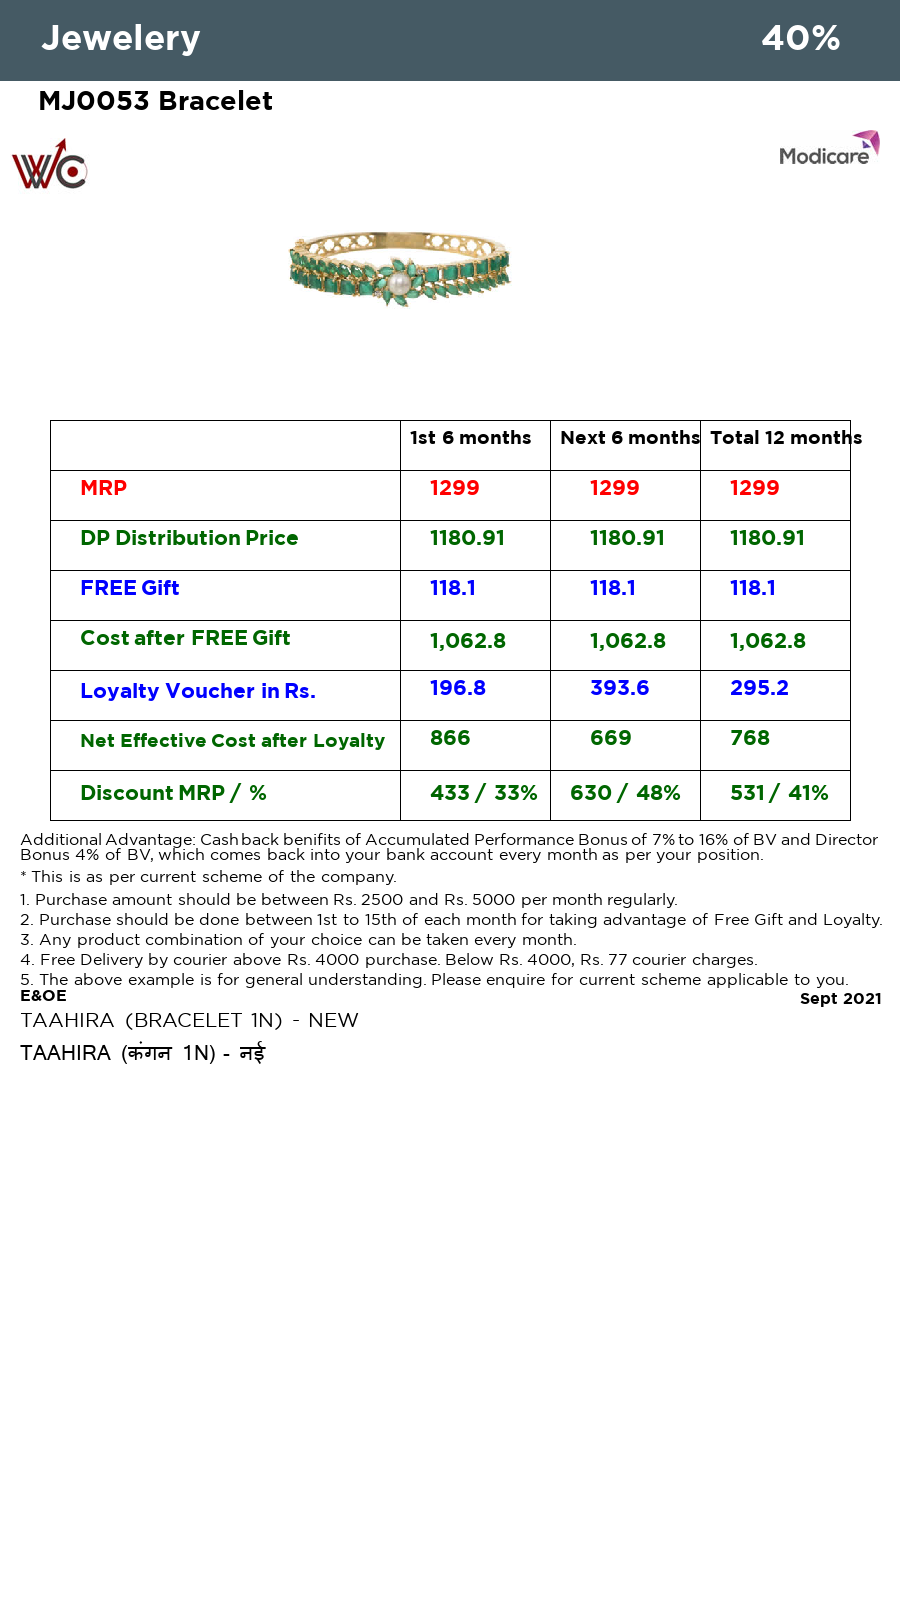 Jewelery 40%
MJ0053 Bracelet
WC
Modicare
1st 6 months Next 6 months Total 12 months
MRP 1299 1299 1299
DP Distribution Price 1180.91 1180.91 1180.91
FREE Gift 118.1 118.1 118.1
Cost after FREE Gift 1,062.8 1,062.8 1,062.8
Loyalty Voucher in Rs. 196.8 393.6 295.2
Net Effective Cost after Loyalty 866 669 768
Discount MRP / % 433 / 33% 630 / 48% 531 / 41%
Additional Advantage: Cashback benifits of Accumulated Performance Bonus of 7% to 16% of BV and Director
Bonus 4% of BV, which comes back into your bank account every month as per your position.
* This is as per current scheme of the company.
1. Purchase amount should be between Rs. 2500 and Rs. 5000 per month regularly.
2. Purchase should be done between 1st to 15th of each month for taking advantage of Free Gift and Loyalty.
3. Any product combination of your choice can be taken every month.
4. Free Delivery by courier above Rs. 4000 purchase. Below Rs. 4000, Rs. 77 courier charges.
5. The above example is for general understanding. Please enquire for current scheme applicable to you.
E&OE Sept 2021
TAAHIRA (BRACELET 1N) - NEW
TAAHIRA (कंगन 1N) - नई